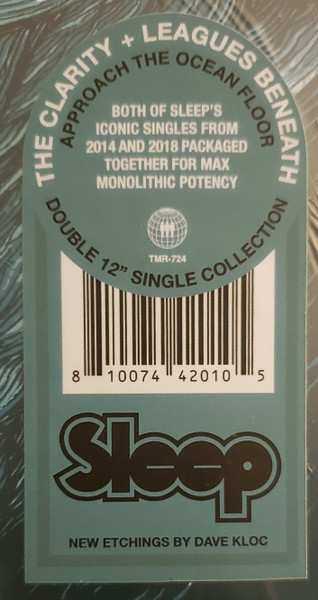 THE CLARITY + LEAGUES BENEATH
APPROACH THE OCEAN FLOOR
BOTH OF SLEEP'S
ICONIC SINGLES FROM
2014 AND 2018 PACKAGED
TOGETHER FOR MAX
MONOLITHIC POTENCY
TMR-724
DOUBLE 12" SINGLE COLLECTION
8 10074 42010 5
Sleep
NEW ETCHINGS BY DAVE KLOC